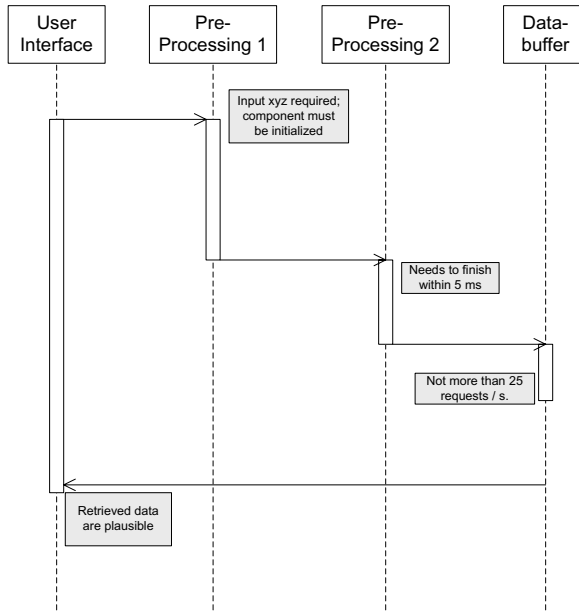 User
Interface
Pre-
Processing 1
Pre-
Processing 2
Data-
buffer
Input xyz required;
component must
be initialized
Needs to finish
within 5 ms
Not more than 25
requests / s.
Retrieved data
are plausible